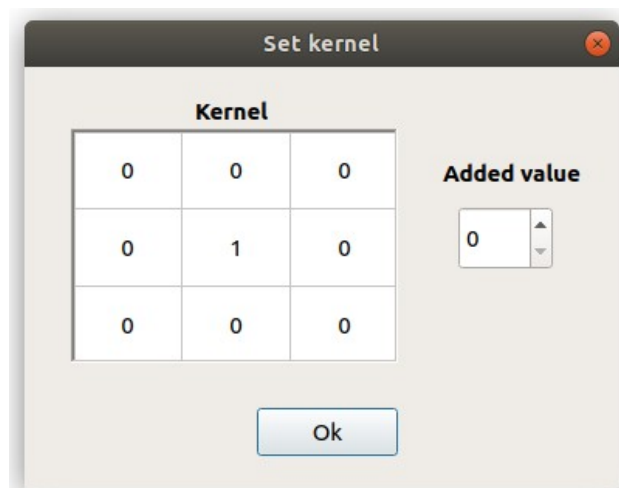 Set kernel
Kernel
0 0 0
Added value
0 1 0
0
0 0 0
Ok